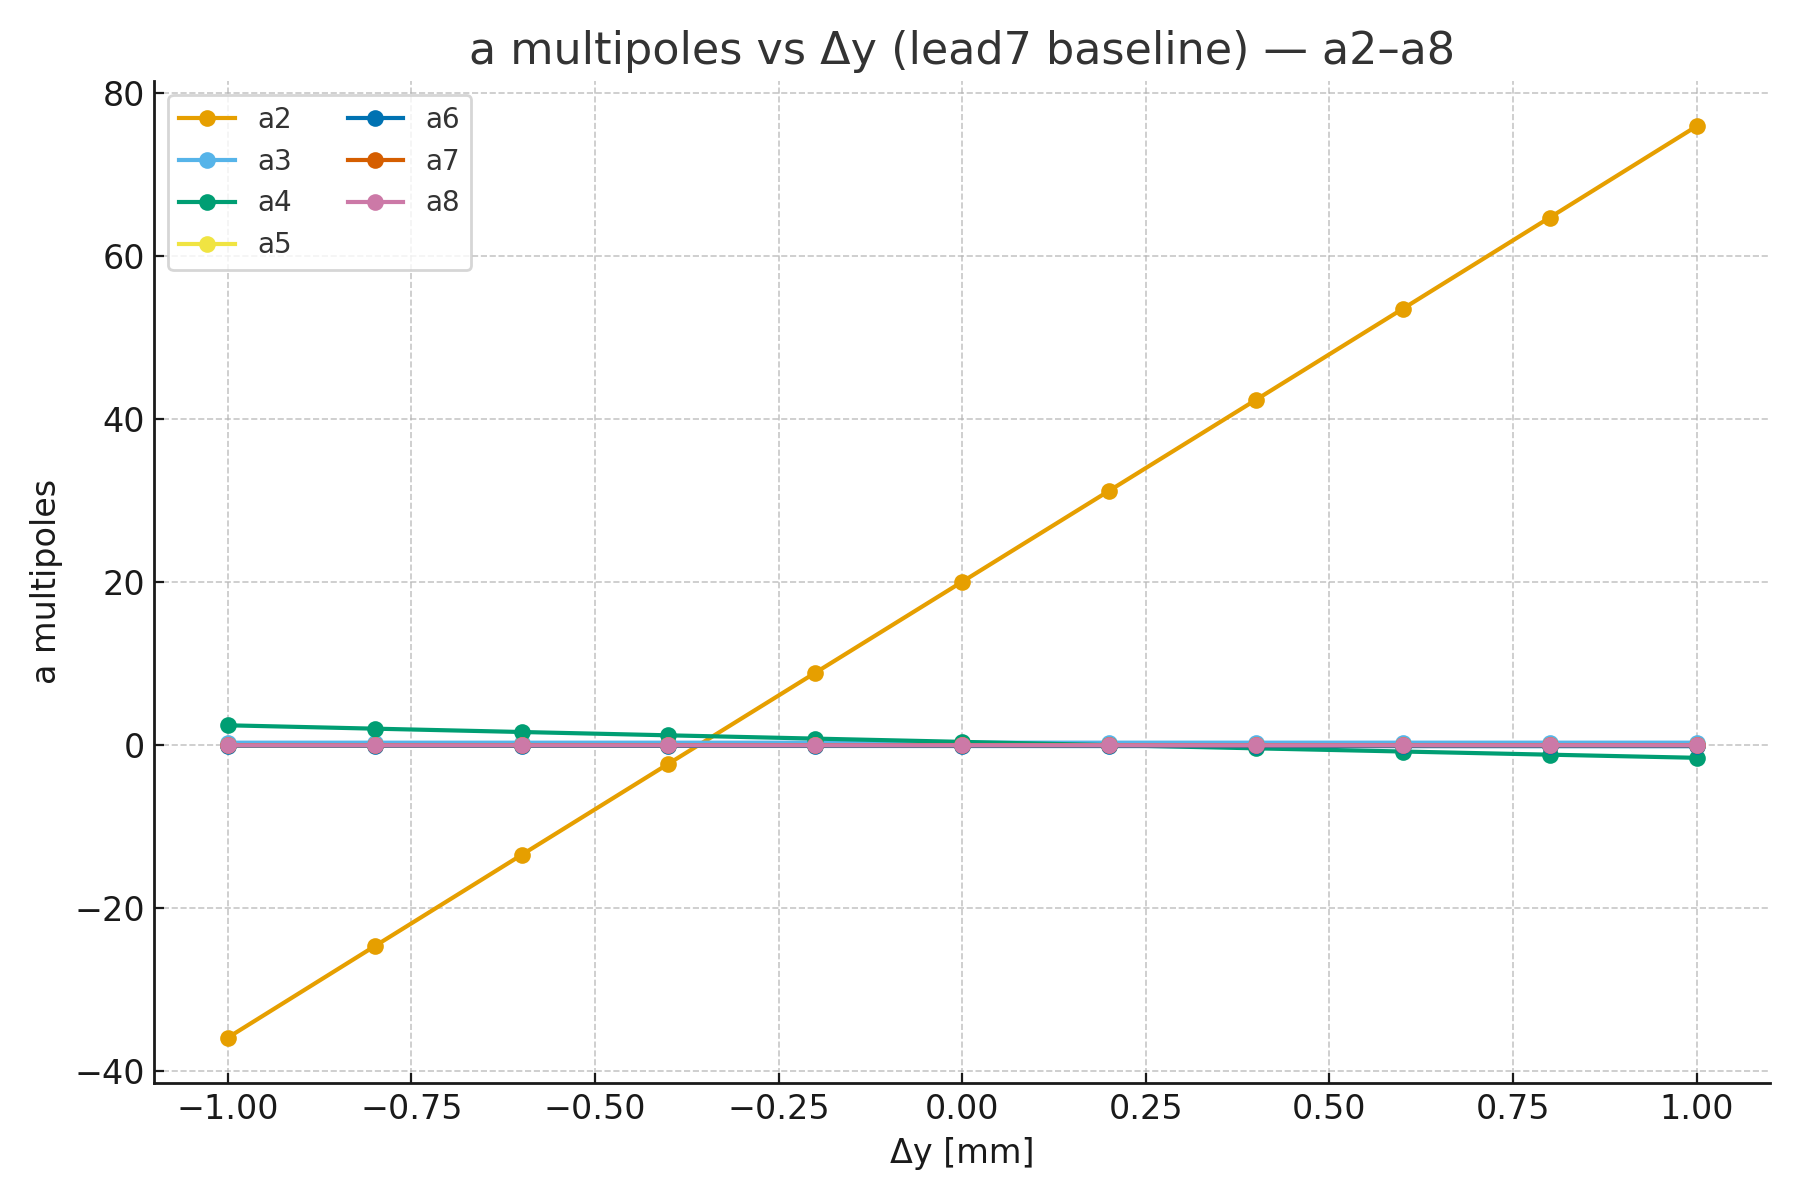 a multipoles vs Δy (lead7 baseline) — a2–a8
a2
a3
a4
a5
a6
a7
a8
80
60
40
20
0
−20
−40
a multipoles
−1.00
−0.75
−0.50
−0.25
0.00
0.25
0.50
0.75
1.00
Δy [mm]